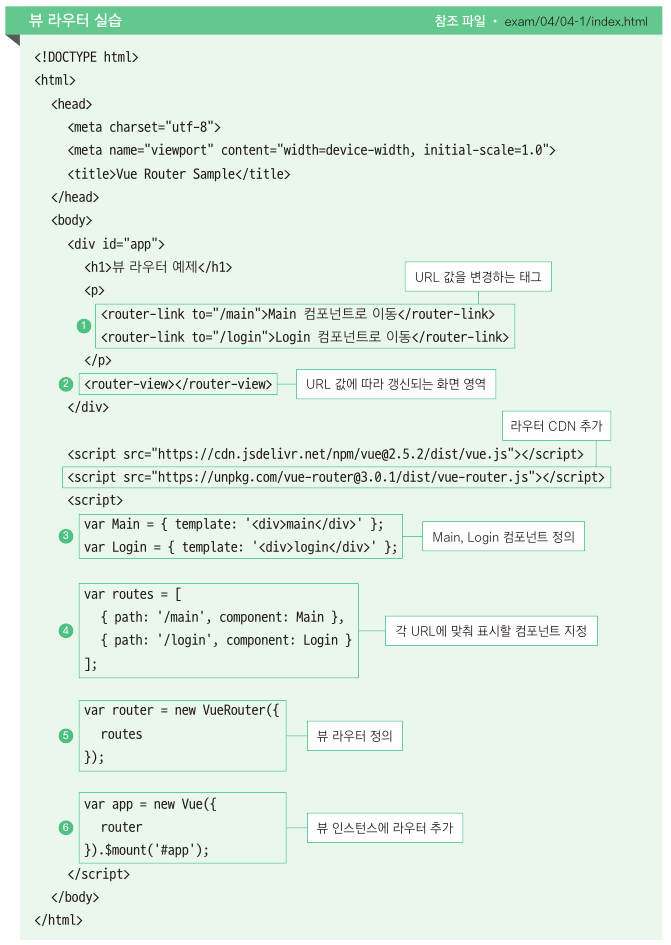 뷰 라우터 실습
참조 파일 • exam/04/04-1/index.html
<!DOCTYPE html>
<html>
<head>
<meta charset="utf-8">
<meta name="viewport" content="width=device-width, initial-scale=1.0">
<title>Vue Router Sample</title>
</head>
<body>
<div id="app">
<h1>뷰 라우터 예제</h1>
URL 값을 변경하는 태그
<p>
1 <router-link to="/main">Main 컴포넌트로 이동</router-link>
<router-link to="/login">Login 컴포넌트로 이동</router-link>
</p>
2 <router-view></router-view>
URL 값에 따라 갱신되는 화면 영역
</div>
라우터 CDN 추가
<script src="https://cdn.jsdelivr.net/npm/vue@2.5.2/dist/vue.js"></script>
<script src="https://unpkg.com/vue-router@3.0.1/dist/vue-router.js"></script>
<script>
3 var Main = { template: '<div>main</div>' };
var Login = { template: '<div>login</div>' };
Main, Login 컴포넌트 정의
var routes = [
{ path: '/main', component: Main },
4 { path: '/login', component: Login }
];
각 URL에 맞춰 표시할 컴포넌트 지정
var router = new VueRouter({
5 routes
});
뷰 라우터 정의
var app = new Vue({
6 router
}).$mount('#app');
뷰 인스턴스에 라우터 추가
</script>
</body>
</html>